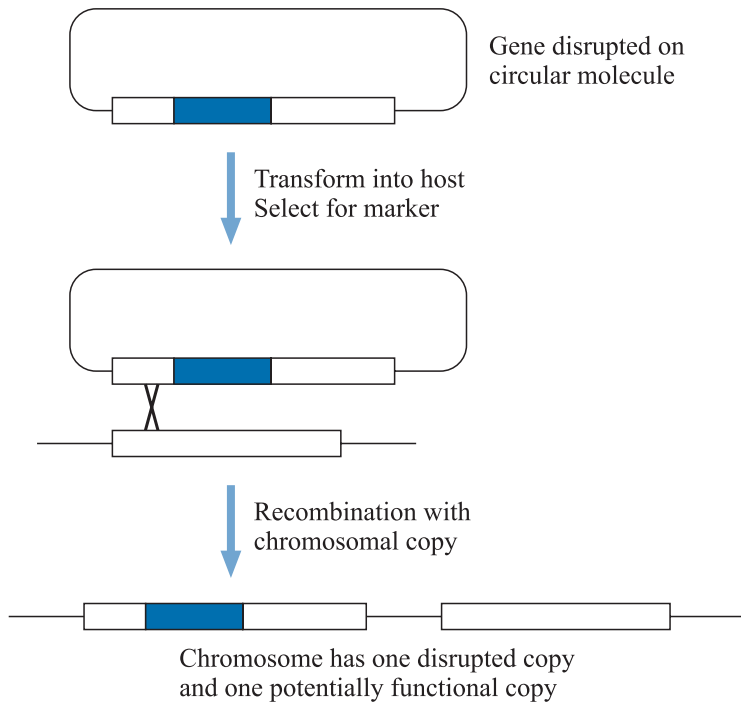 Gene disrupted on
circular molecule
Transform into host
Select for marker
Recombination with
chromosomal copy
Chromosome has one disrupted copy
and one potentially functional copy